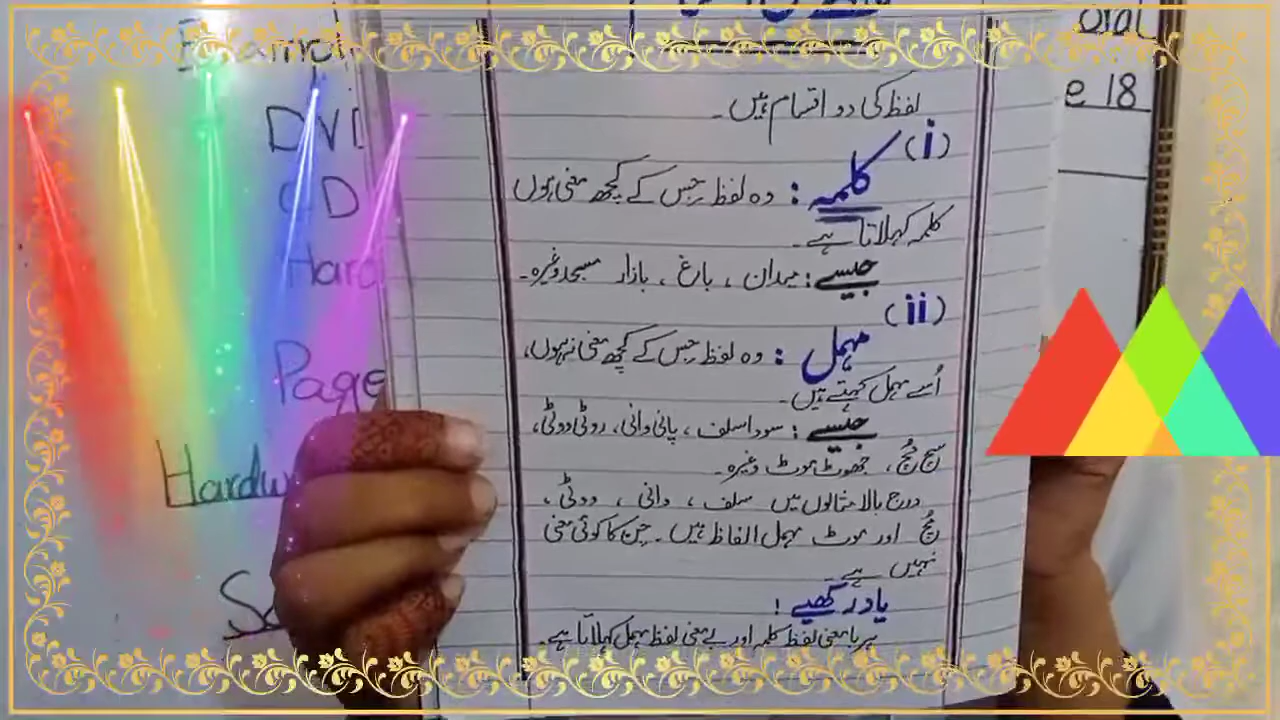 لفظ کی دو اقسام ہیں۔
(i)
کلمہ : وہ لفظ جس کے کچھ معنی ہوں
کلمہ کہلاتا ہے۔
جیسے : میدان ، باغ ، بازار مسجد وغیرہ۔
(ii)
مہمل : وہ لفظ جس کے کچھ معنی نہ ہوں،
اُسے مہمل کہتے ہیں۔
جیسے : سودا سلف ، پانی وانی، روٹی ووٹی،
سچ مُچ، جھوٹ موٹ وغیرہ۔
درج بالا مثالوں میں سلف ، وانی ، ووٹی ،
مُچ اور موٹ مہمل الفاظ ہیں۔ جن کا کوئی معنی
نہیں ہے۔
یاد رکھیے !
ہر بامعنی لفظ کلمہ اور بے معنی لفظ مہمل کہلاتا ہے۔
e 18
DVD
CD
Hard
Page
Hardw